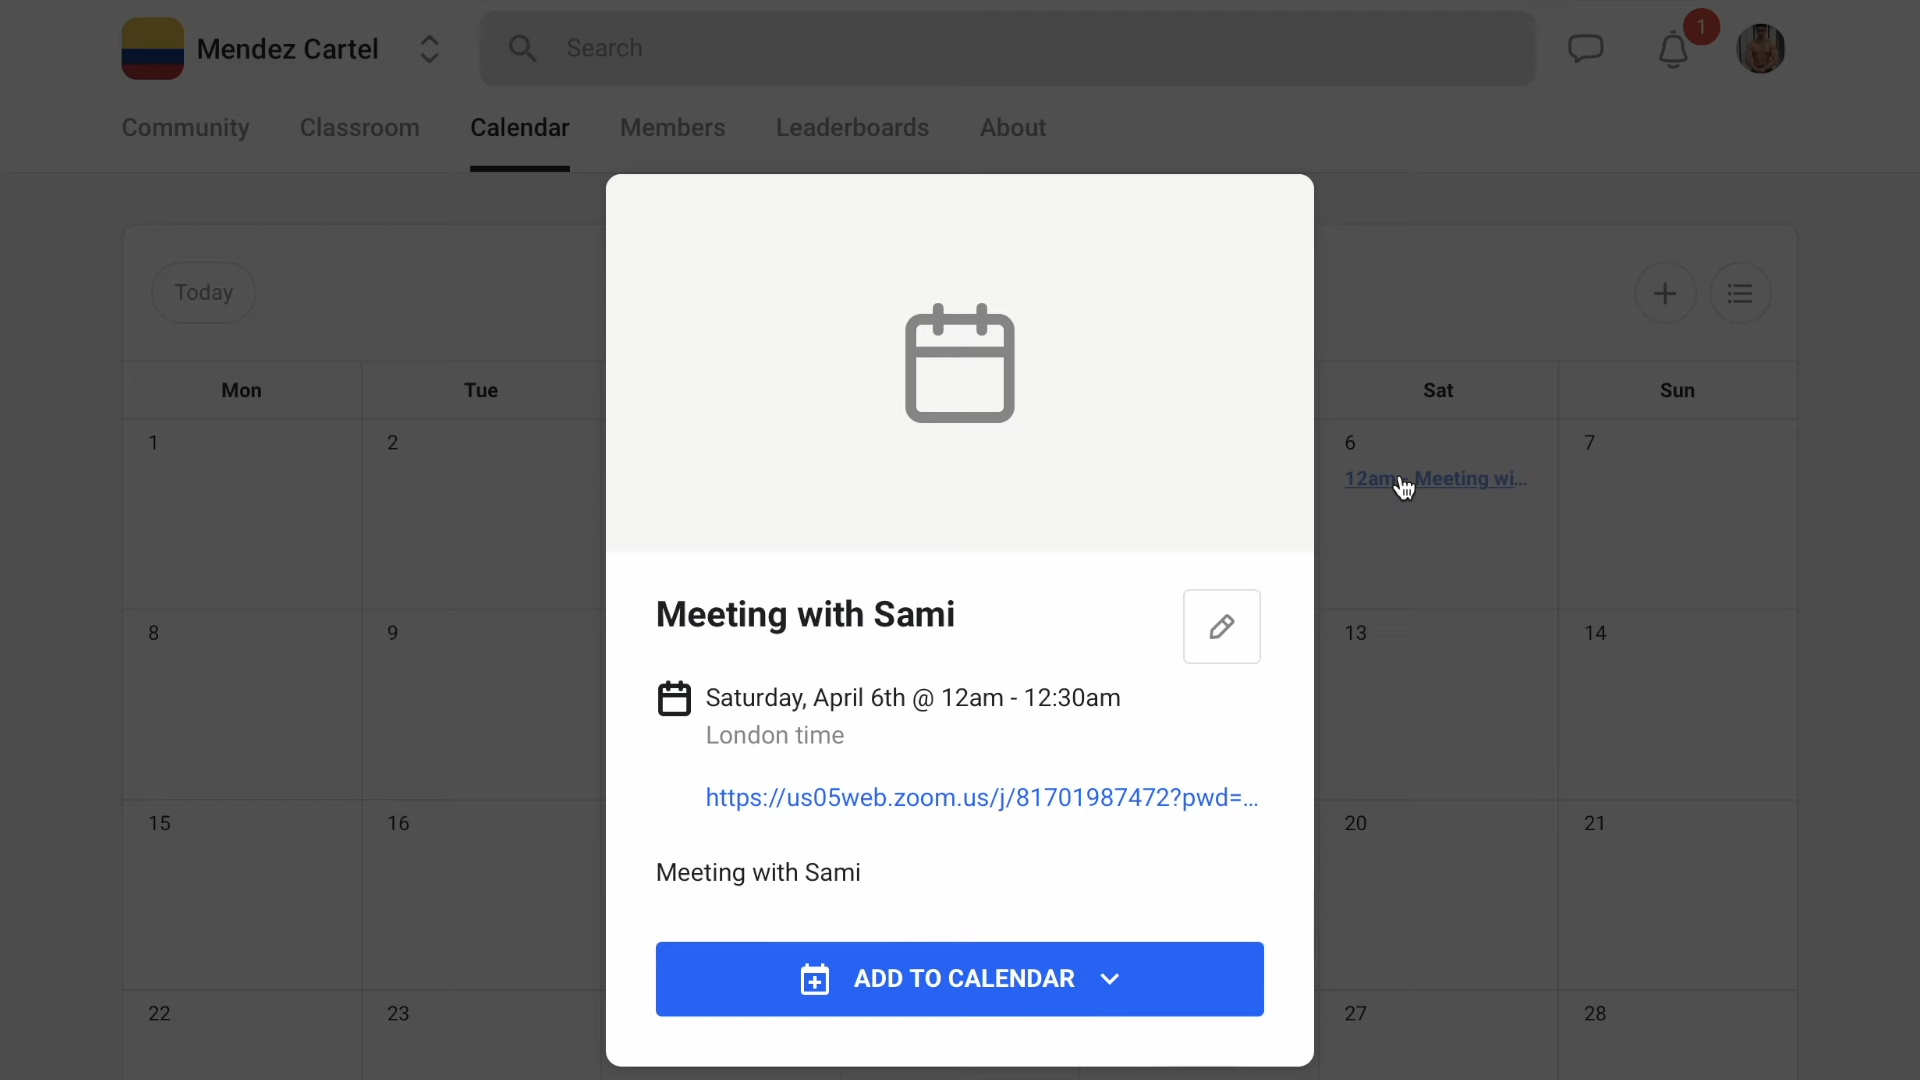 Mendez Cartel
Search
1
Community
Classroom
Calendar
Members
Leaderboards
About
Today
Mon
Tue
Sat
Sun
1
2
6
7
12am - Meeting wi...
8
9
13
14
15
16
20
21
22
23
27
28
Meeting with Sami
Saturday, April 6th @ 12am - 12:30am
London time
https://us05web.zoom.us/j/81701987472?pwd=...
Meeting with Sami
ADD TO CALENDAR